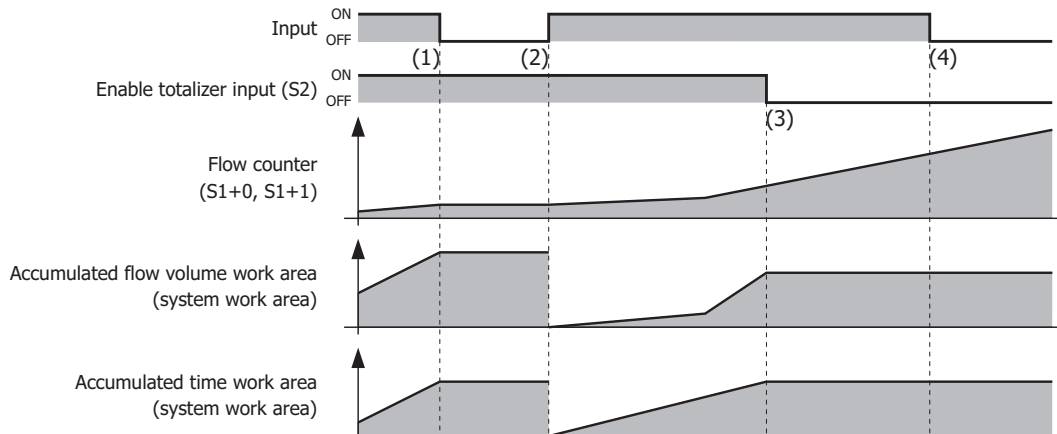 Input
ON
OFF
(1)
(2)
(4)
Enable totalizer input (S2)
ON
OFF
(3)
Flow counter
(S1+0, S1+1)
Accumulated flow volume work area
(system work area)
Accumulated time work area
(system work area)